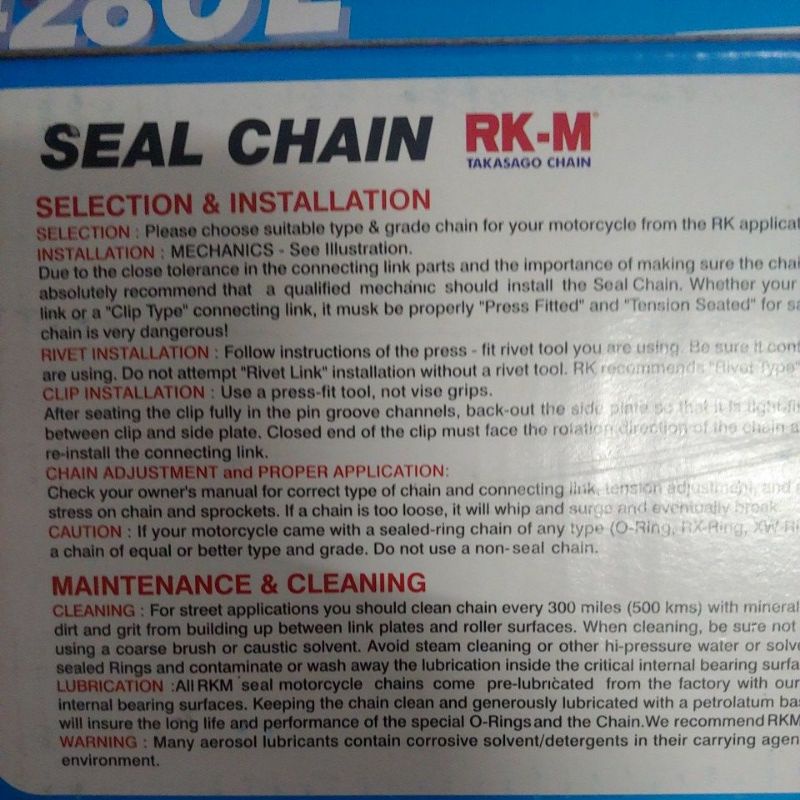 428OL
SEAL CHAIN RK-M
TAKASAGO CHAIN
SELECTION & INSTALLATION
SELECTION : Please choose suitable type & grade chain for your motorcycle from the RK applicat
INSTALLATION : MECHANICS - See Illustration.
Due to the close tolerance in the connecting link parts and the importance of making sure the chai
absolutely recommend that a qualified mechanic should install the Seal Chain. Whether your
link or a "Clip Type" connecting link, it musk be properly "Press Fitted" and "Tension Seated" for sa
chain is very dangerous!
RIVET INSTALLATION : Follow instructions of the press - fit rivet tool you are using. Be sure it cont
are using. Do not attempt "Rivet Link" installation without a rivet tool. RK recommends "Rivet Type"
CLIP INSTALLATION : Use a press-fit tool, not vise grips.
After seating the clip fully in the pin groove channels, back-out the side plate so that it is tight-fit
between clip and side plate. Closed end of the clip must face the rotation direction of the chain a
re-install the connecting link.
CHAIN ADJUSTMENT and PROPER APPLICATION:
Check your owner's manual for correct type of chain and connecting link, tension adjustment, and a
stress on chain and sprockets. If a chain is too loose, it will whip and surge and eventually break.
CAUTION : If your motorcycle came with a sealed-ring chain of any type (O-Ring, RX-Ring, XW-Ri
a chain of equal or better type and grade. Do not use a non-seal chain.
MAINTENANCE & CLEANING
CLEANING : For street applications you should clean chain every 300 miles (500 kms) with mineral
dirt and grit from building up between link plates and roller surfaces. When cleaning, be sure not
using a coarse brush or caustic solvent. Avoid steam cleaning or other hi-pressure water or solve
sealed Rings and contaminate or wash away the lubrication inside the critical internal bearing surfa
LUBRICATION :All RKM seal motorcycle chains come pre-lubricated from the factory with our
internal bearing surfaces. Keeping the chain clean and generously lubricated with a petrolatum ba
will insure the long life and performance of the special O-Rings and the Chain.We recommend RKM
WARNING : Many aerosol lubricants contain corrosive solvent/detergents in their carrying agen
environment.